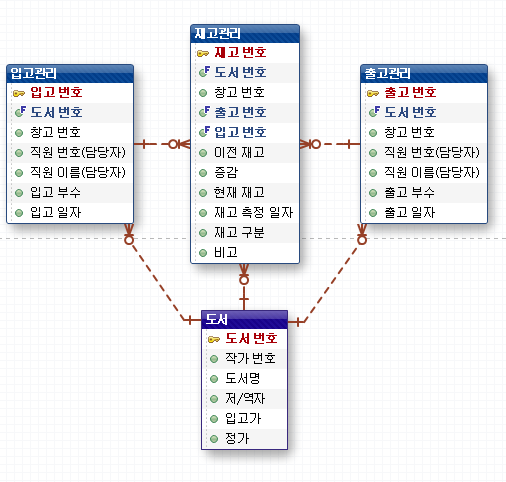 입고관리
입고 번호
도서 번호
창고 번호
직원 번호(담당자)
직원 이름(담당자)
입고 부수
입고 일자
재고관리
재고 번호
도서 번호
창고 번호
출고 번호
입고 번호
이전 재고
증감
현재 재고
재고 측정 일자
재고 구분
비고
출고관리
출고 번호
도서 번호
창고 번호
직원 번호(담당자)
직원 이름(담당자)
출고 부수
출고 일자
도서
도서 번호
작가 번호
도서명
저/역자
입고가
정가